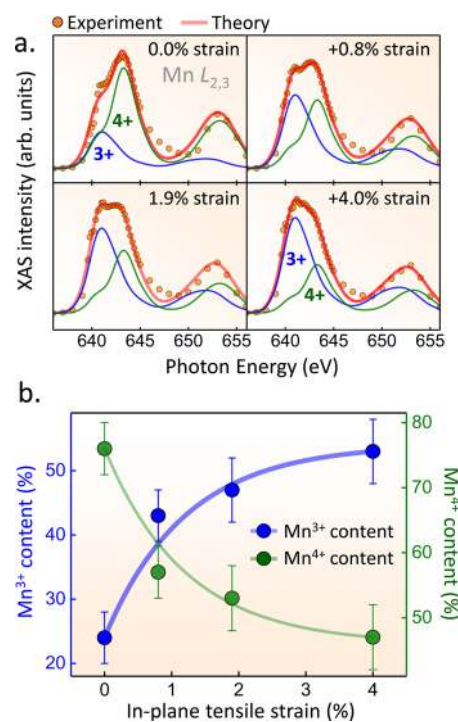 Experiment Theory
a.
0.0% strain
Mn L2,3
4+
3+
+0.8% strain
1.9% strain
+4.0% strain
3+
4+
XAS intensity (arb. units)
640 645 650 655 640 645 650 655
Photon Energy (eV)
b.
80
70
60
50
50
40
30
20
Mn³⁺ content (%)
Mn⁴⁺ content (%)
Mn³⁺ content
Mn⁴⁺ content
0 1 2 3 4
In-plane tensile strain (%)